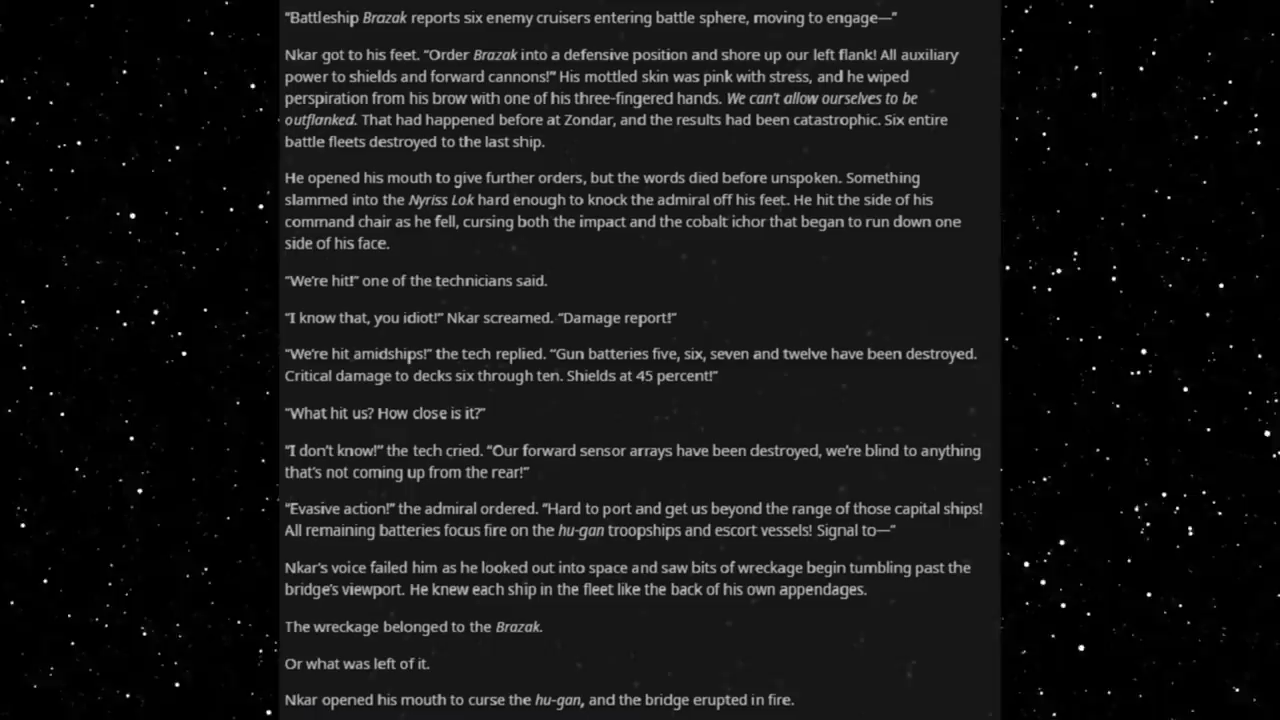 “Battleship Brazak reports six enemy cruisers entering battle sphere, moving to engage—”
Nkar got to his feet. “Order Brazak into a defensive position and shore up our left flank! All auxiliary
power to shields and forward cannons!” His mottled skin was pink with stress, and he wiped
perspiration from his brow with one of his three-fingered hands. We can’t allow ourselves to be
outflanked. That had happened before at Zondar, and the results had been catastrophic. Six entire
battle fleets destroyed to the last ship.
He opened his mouth to give further orders, but the words died before unspoken. Something
slammed into the Nyriss Lok hard enough to knock the admiral off his feet. He hit the side of his
command chair as he fell, cursing both the impact and the cobalt ichor that began to run down one
side of his face.
“We’re hit!” one of the technicians said.
“I know that, you idiot!” Nkar screamed. “Damage report!”
“We’re hit amidships!” the tech replied. “Gun batteries five, six, seven and twelve have been destroyed.
Critical damage to decks six through ten. Shields at 45 percent!”
“What hit us? How close is it?”
“I don’t know!” the tech cried. “Our forward sensor arrays have been destroyed, we’re blind to anything
that’s not coming up from the rear!”
“Evasive action!” the admiral ordered. “Hard to port and get us beyond the range of those capital ships!
All remaining batteries focus fire on the hu-gan troopships and escort vessels! Signal to—”
Nkar’s voice failed him as he looked out into space and saw bits of wreckage begin tumbling past the
bridge’s viewport. He knew each ship in the fleet like the back of his own appendages.
The wreckage belonged to the Brazak.
Or what was left of it.
Nkar opened his mouth to curse the hu-gan, and the bridge erupted in fire.